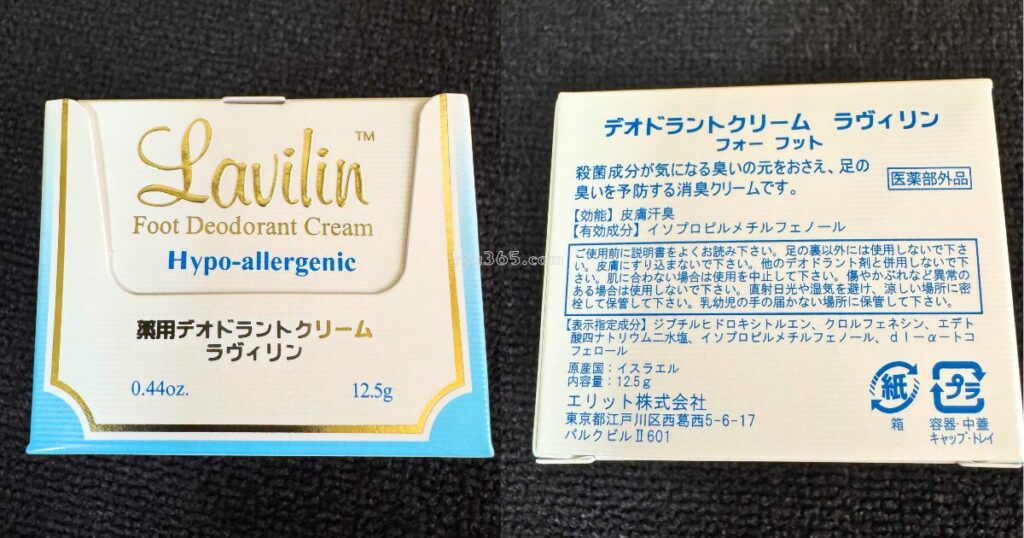 Lavilin™
Foot Deodorant Cream
Hypo-allergenic
薬用デオドラントクリーム
ラヴィリン
0.44oz. 12.5g
デオドラントクリーム ラヴィリン
フォー フット
殺菌成分が気になる臭いの元をおさえ、足の
臭いを予防する消臭クリームです。
医薬部外品
【効能】皮膚汗臭
【有効成分】イソプロピルメチルフェノール
ご使用前に説明書をよくお読み下さい。足の裏以外には使用しないで下さ
い。皮膚にすり込まないで下さい。他のデオドラント剤と併用しないで下
さい。肌に合わない場合は使用を中止して下さい。傷やかぶれなど異常の
ある場合は使用しないで下さい。直射日光や湿気を避け、涼しい場所に密
栓して保管して下さい。乳幼児の手の届かない場所に保管して下さい。
【表示指定成分】ジブチルヒドロキシトルエン、クロルフェネシン、エデト
酸四ナトリウム二水塩、イソプロピルメチルフェノール、dl－α－トコ
フェロール
原産国：イスラエル
内容量：12.5g
エリット株式会社
東京都江戸川区西葛西5-6-17
パルクビルⅡ601
紙
箱
プラ
容器・中蓋
キャップ・トレイ